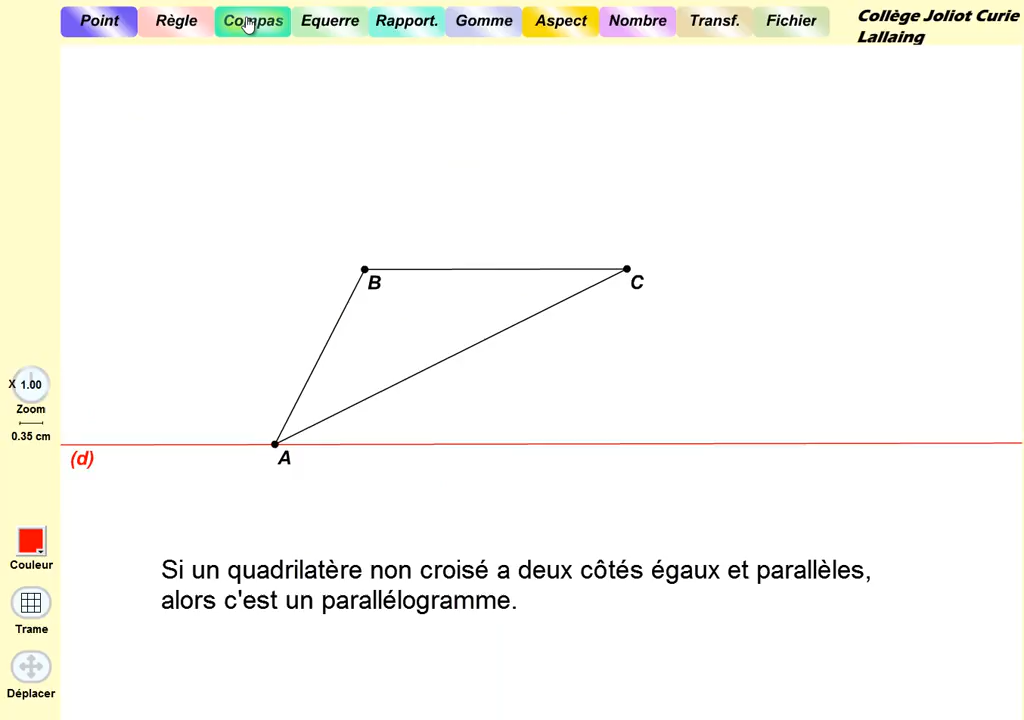 Point Règle Compas Equerre Rapport. Gomme Aspect Nombre Transf. Fichier
Collège Joliot Curie
Lallaing
B
C
X 1.00
Zoom
0.35 cm
(d)
A
Couleur
Trame
Déplacer
Si un quadrilatère non croisé a deux côtés égaux et parallèles,
alors c'est un parallélogramme.